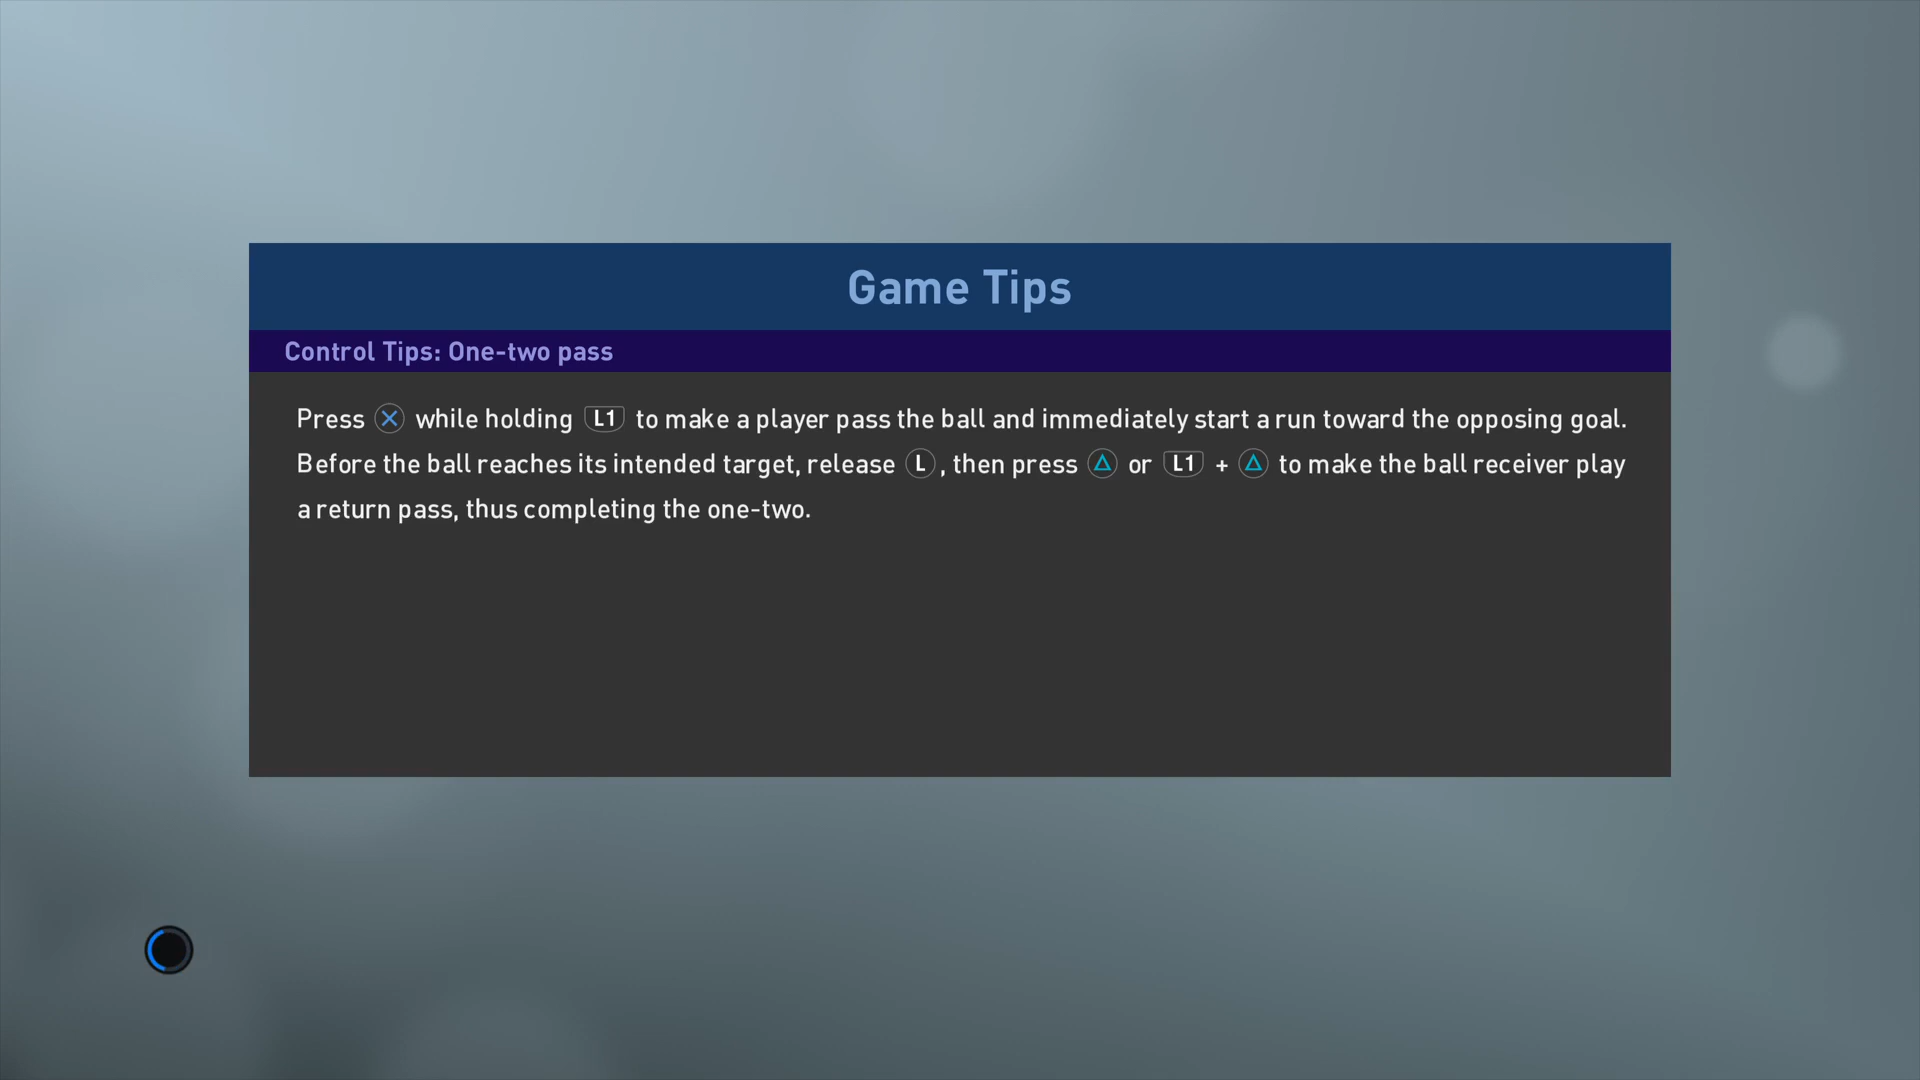 Game Tips
Control Tips: One-two pass
Press ⓧ while holding L1 to make a player pass the ball and immediately start a run toward the opposing goal.
Before the ball reaches its intended target, release L, then press △ or L1 + △ to make the ball receiver play
a return pass, thus completing the one-two.